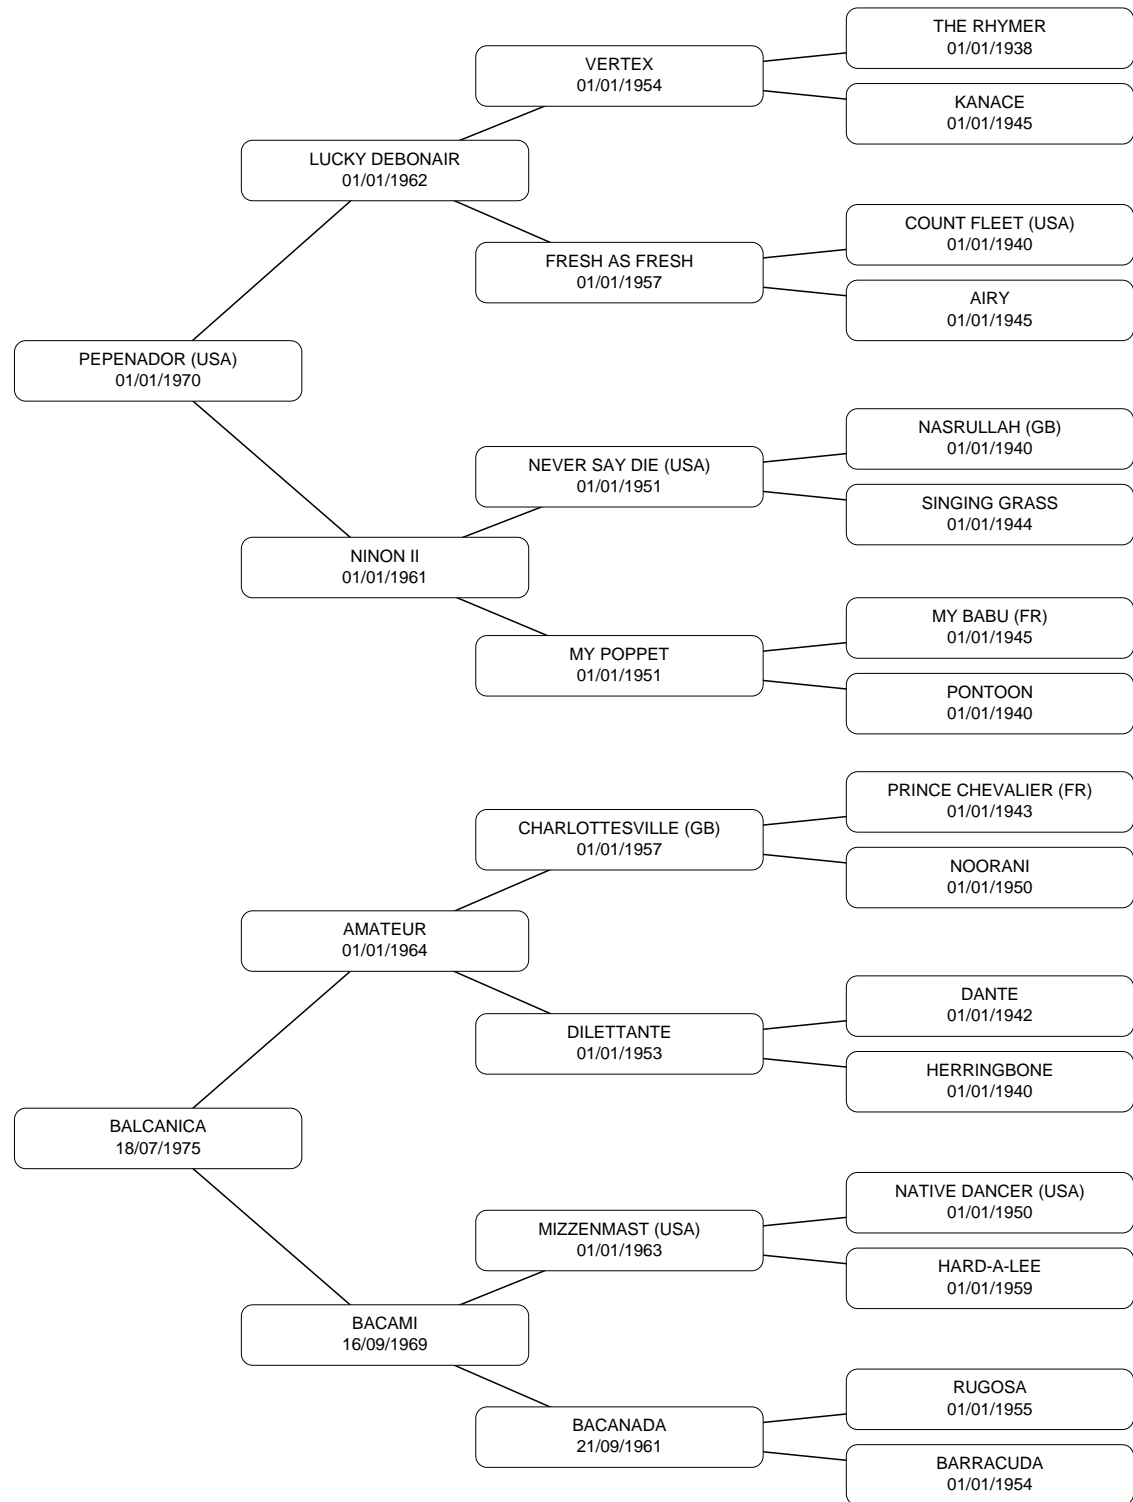 THE RHYMER
01/01/1938
VERTEX
01/01/1954
KANACE
01/01/1945
LUCKY DEBONAIR
01/01/1962
COUNT FLEET (USA)
01/01/1940
FRESH AS FRESH
01/01/1957
AIRY
01/01/1945
PEPENADOR (USA)
01/01/1970
NASRULLAH (GB)
01/01/1940
NEVER SAY DIE (USA)
01/01/1951
SINGING GRASS
01/01/1944
NINON II
01/01/1961
MY BABU (FR)
01/01/1945
MY POPPET
01/01/1951
PONTOON
01/01/1940
PRINCE CHEVALIER (FR)
01/01/1943
CHARLOTTESVILLE (GB)
01/01/1957
NOORANI
01/01/1950
AMATEUR
01/01/1964
DANTE
01/01/1942
DILETTANTE
01/01/1953
HERRINGBONE
01/01/1940
BALCANICA
18/07/1975
NATIVE DANCER (USA)
01/01/1950
MIZZENMAST (USA)
01/01/1963
HARD-A-LEE
01/01/1959
BACAMI
16/09/1969
RUGOSA
01/01/1955
BACANADA
21/09/1961
BARRACUDA
01/01/1954